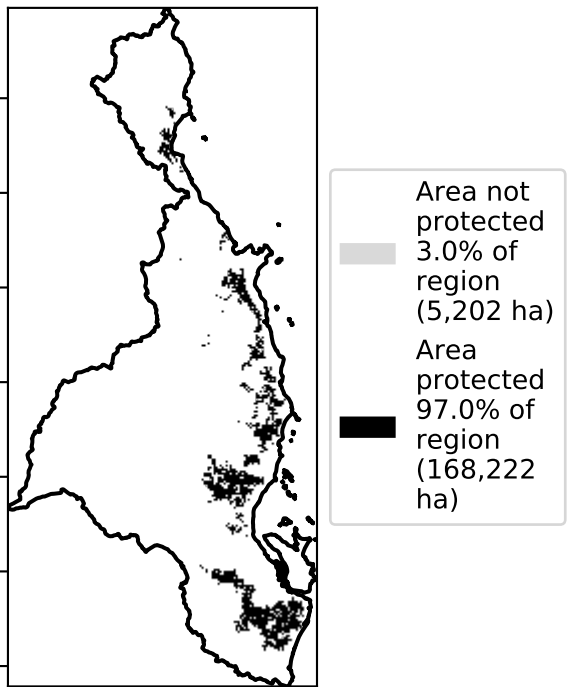 Area not
protected
3.0% of
region
(5,202 ha)
Area
protected
97.0% of
region
(168,222
ha)